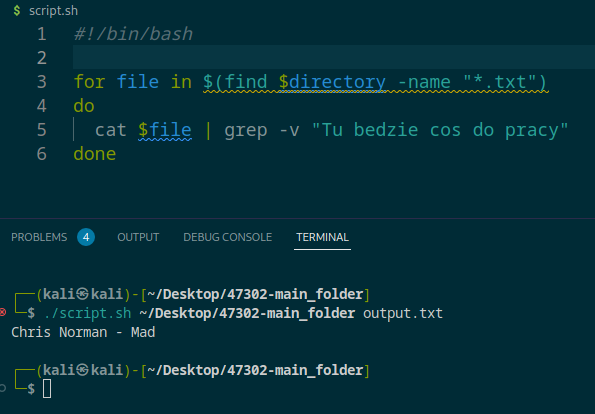 $ script.sh
1 #!/bin/bash
2
3 for file in $(find $directory -name "*.txt")
4 do
5 cat $file | grep -v "Tu bedzie cos do pracy"
6 done
PROBLEMS 4 OUTPUT DEBUG CONSOLE TERMINAL
┌──(kali㉿kali)-[~/Desktop/47302-main_folder]
└─$ ./script.sh ~/Desktop/47302-main_folder output.txt
Chris Norman - Mad
┌──(kali㉿kali)-[~/Desktop/47302-main_folder]
└─$